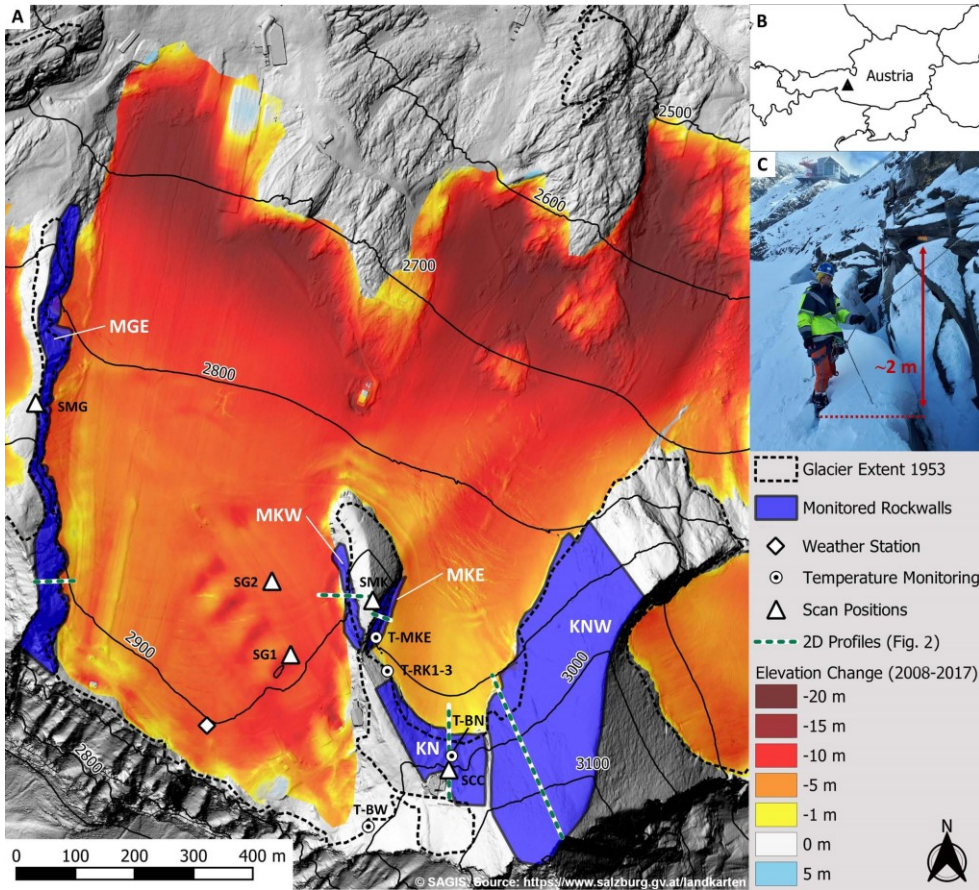 A
2500
2600
2700
MGE
2800
SMG
MKW
SG2
SMK
MKE
KNW
T-MKE
2900
SG1
T-RK1-3
3000
T-BN
KN
SCC
3100
2800
T-BW
0 100 200 300 400 m
© SAGIS: Source: https://www.salzburg.gv.at/landkarten
B
Austria
C
~2 m
Glacier Extent 1953
Monitored Rockwalls
Weather Station
Temperature Monitoring
Scan Positions
2D Profiles (Fig. 2)
Elevation Change (2008-2017)
-20 m
-15 m
-10 m
-5 m
-1 m
0 m
5 m
N